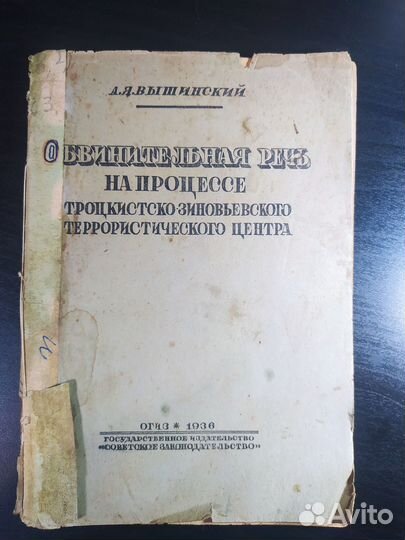 А.Я.ВЫШИНСКИЙ
ОБВИНИТЕЛЬНАЯ РЕЧЬ
НА ПРОЦЕССЕ
ТРОЦКИСТСКО-ЗИНОВЬЕВСКОГО
ТЕРРОРИСТИЧЕСКОГО ЦЕНТРА
ОГИЗ * 1936
ГОСУДАРСТВЕННОЕ ИЗДАТЕЛЬСТВО
«СОВЕТСКОЕ ЗАКОНОДАТЕЛЬСТВО»
Avito